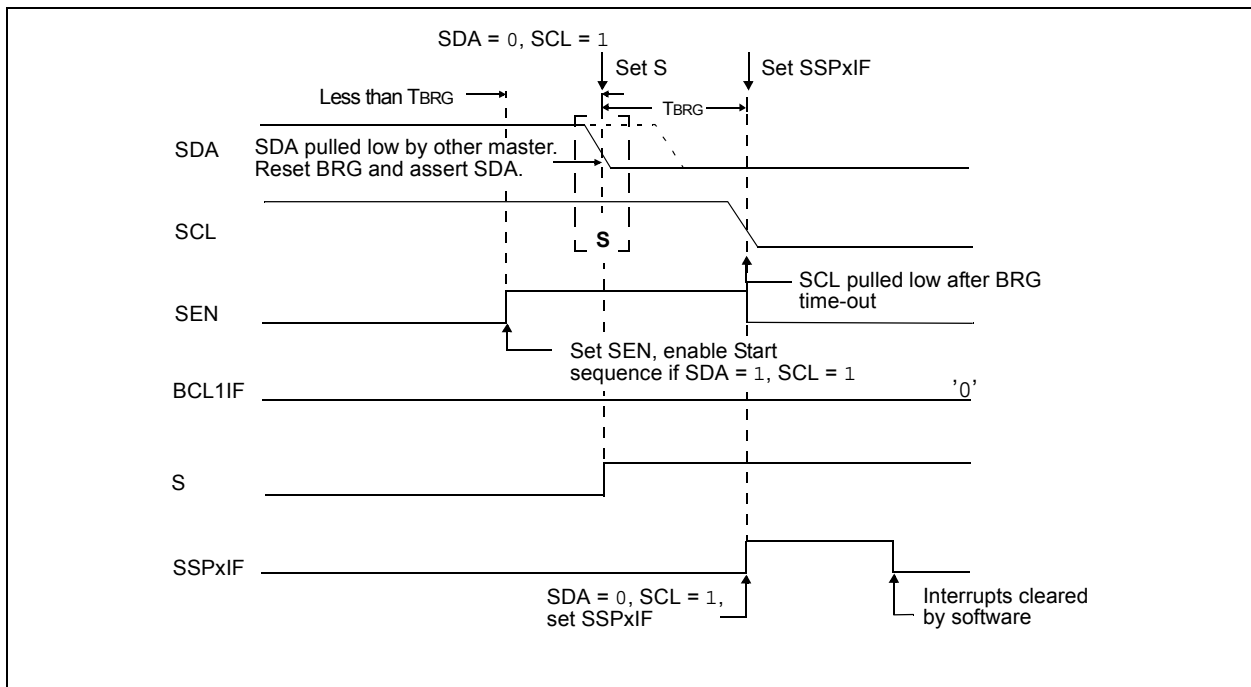 SDA = 0, SCL = 1
Set S
Set SSPxIF
Less than TBRG
TBRG
SDA
SDA pulled low by other master.
Reset BRG and assert SDA.
SCL
S
SCL pulled low after BRG
time-out
SEN
Set SEN, enable Start
sequence if SDA = 1, SCL = 1
BCL1IF
'0'
S
SSPxIF
SDA = 0, SCL = 1,
set SSPxIF
Interrupts cleared
by software